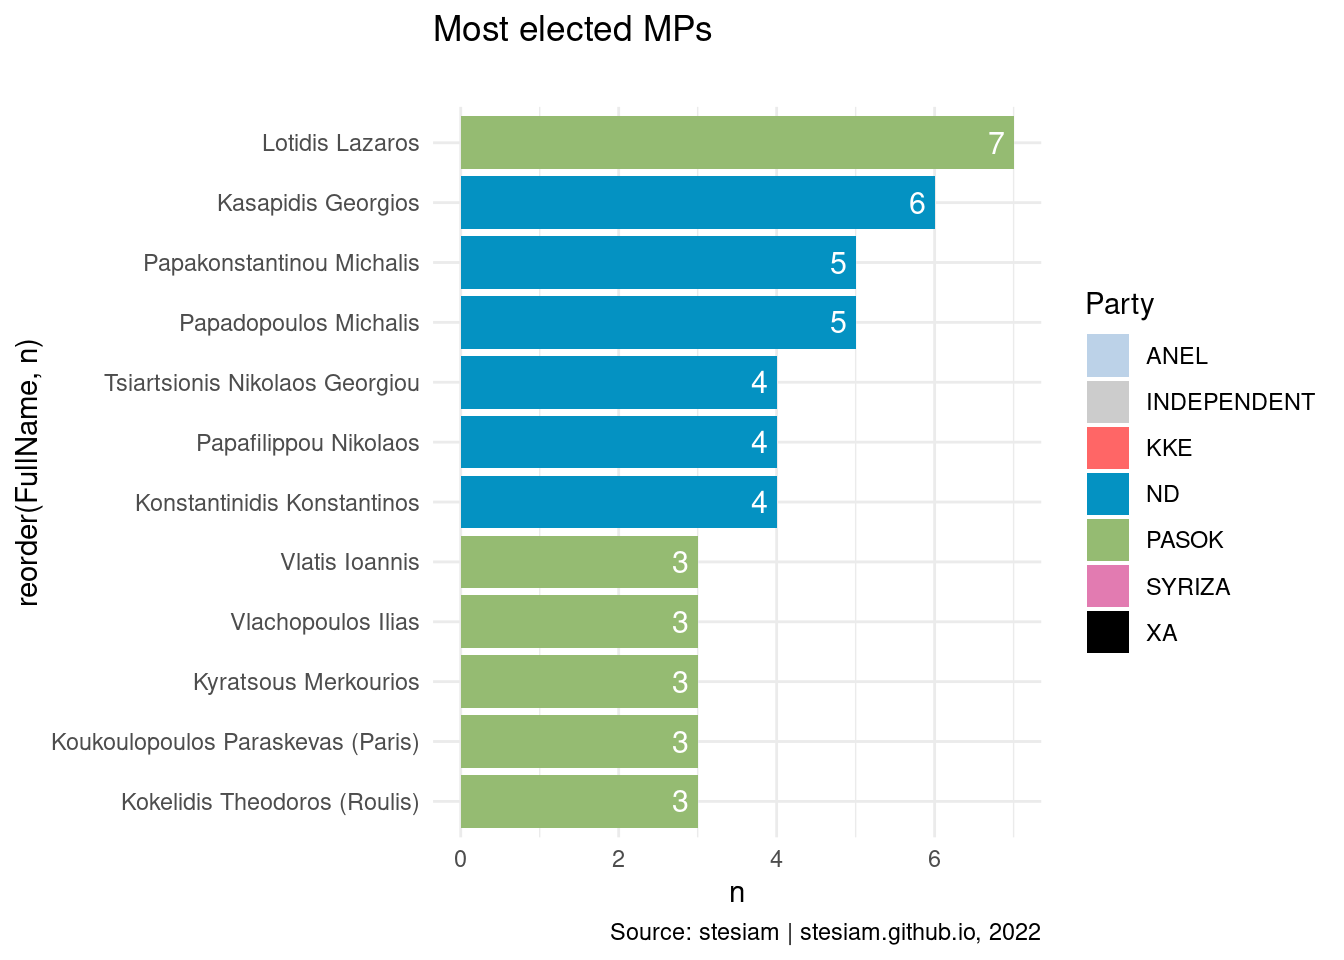 Most elected MPs
reorder(FullName, n)
Lotidis Lazaros 7
Kasapidis Georgios 6
Papakonstantinou Michalis 5
Papadopoulos Michalis 5
Tsiartsionis Nikolaos Georgiou 4
Papafilippou Nikolaos 4
Konstantinidis Konstantinos 4
Vlatis Ioannis 3
Vlachopoulos Ilias 3
Kyratsous Merkourios 3
Koukoulopoulos Paraskevas (Paris) 3
Kokelidis Theodoros (Roulis) 3
0 2 4 6
n
Party
ANEL
INDEPENDENT
KKE
ND
PASOK
SYRIZA
XA
Source: stesiam | stesiam.github.io, 2022